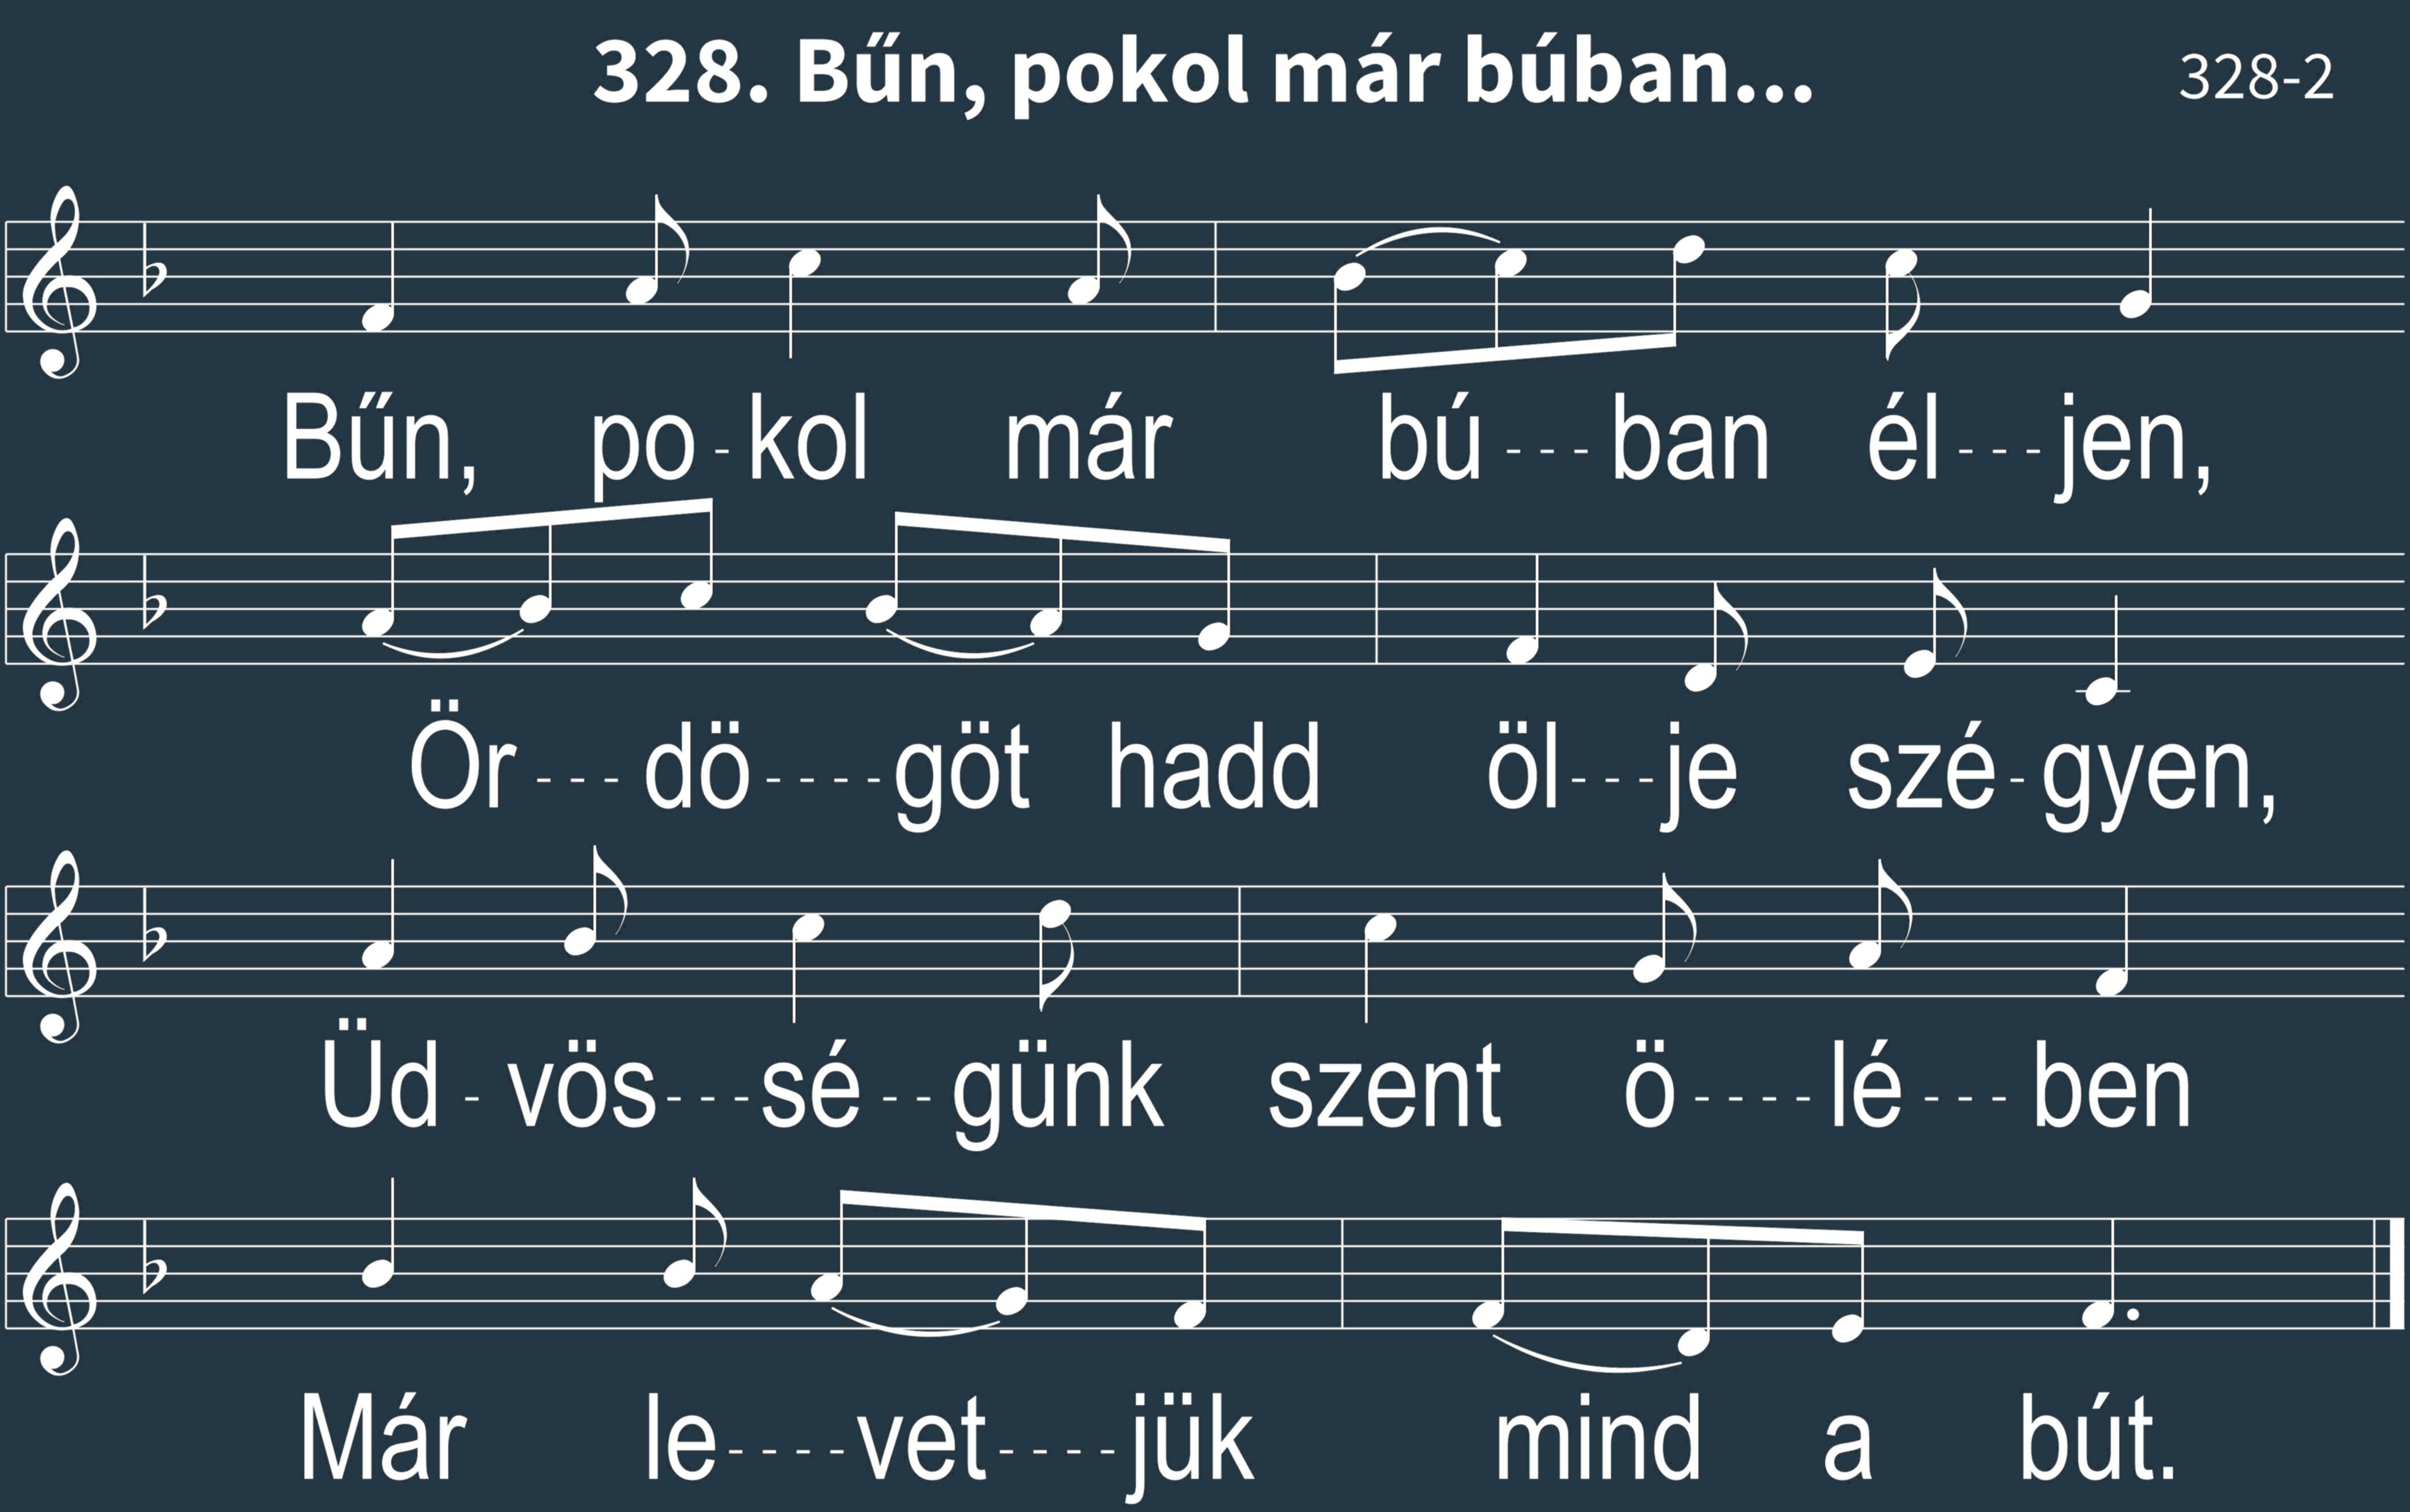 328. Bűn, pokol már búban... 328-2
Bűn, po-kol már bú---ban él---jen,
Ör---dö----göt hadd öl---je szé-gyen,
Üd-vös---sé--günk szent ö----lé---ben
Már le----vet----jük mind a bút.